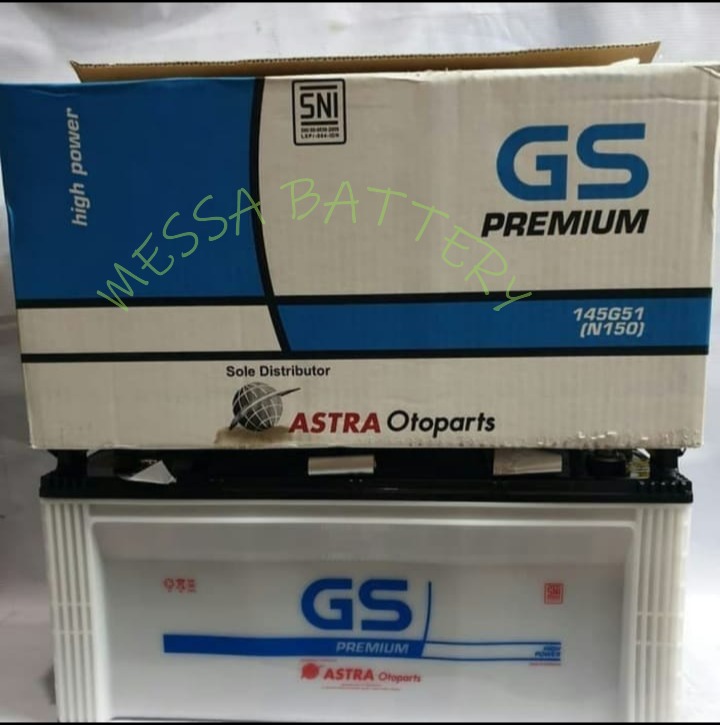 high power
SNI
GS
PREMIUM
MESSA BATTERY
145G51
(N150)
Sole Distributor
ASTRA Otoparts
GS
PREMIUM
HIGH
POWER
ASTRA Otoparts
SNI